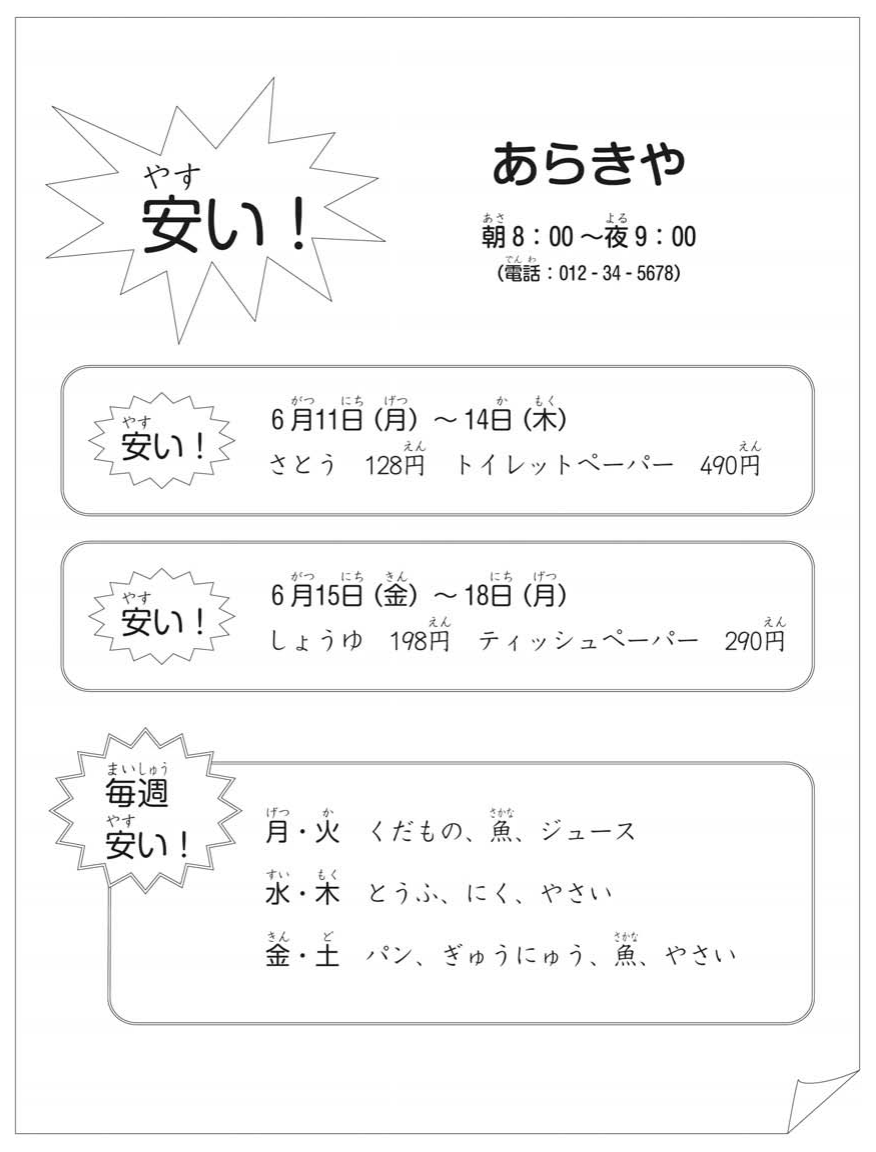 安い！
あらきや
朝8：00～夜9：00
（電話：012 - 34 - 5678）
安い！
6月11日（月）～14日（木）
さとう　128円　トイレットペーパー　490円
安い！
6月15日（金）～18日（月）
しょうゆ　198円　ティッシュペーパー　290円
毎週
安い！
月・火　くだもの、魚、ジュース
水・木　とうふ、にく、やさい
金・土　パン、ぎゅうにゅう、魚、やさい